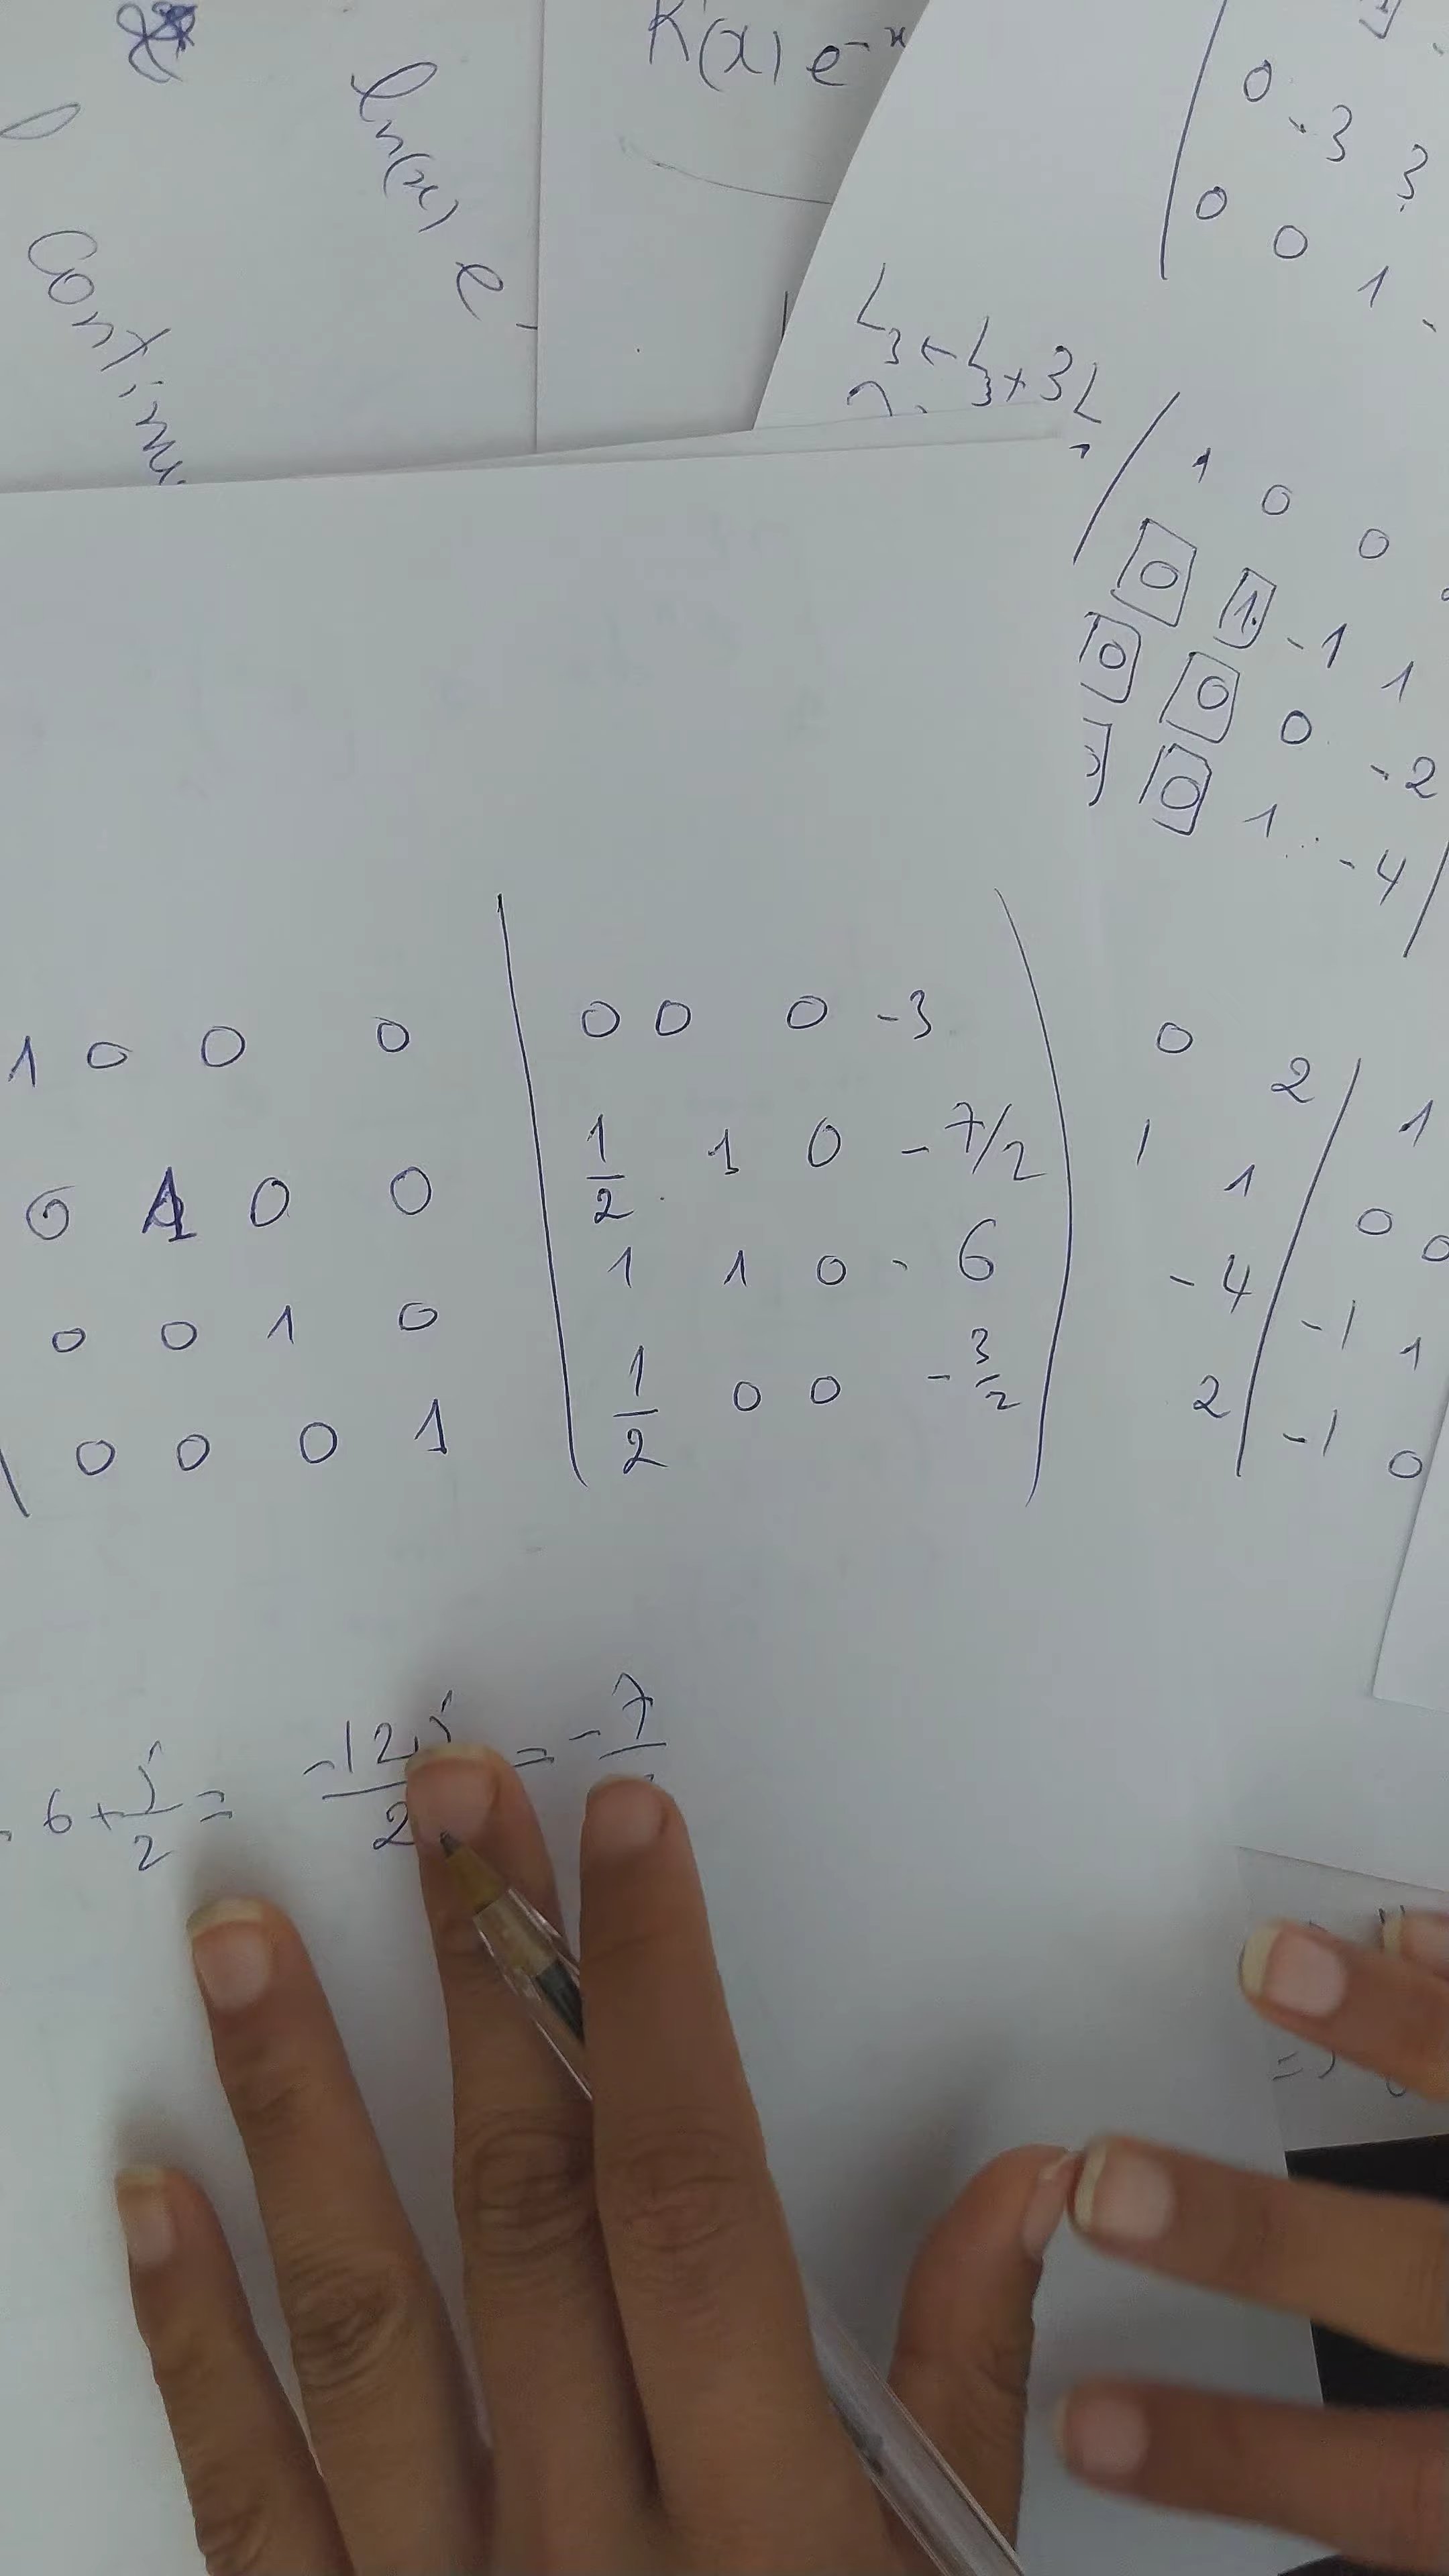 ln(x) e
Contin
K(x) e^-x
0 -3 3
0 0 1
L3 ← L3 + 3L
1 0 0
0 1 -1 1
0 0 0 -2
0 1 -4
1 0 0 0 | 0 0 0 -3
0 1 0 0 | 1/2 1 0 -7/2
0 0 1 0 | 1 1 0 -6
0 0 0 1 | 1/2 0 0 -3/2
0 2 | 1
1 1 | 0 0
-4 | -1 1
2 | -1 0
-6 + 5/2 = -12 5/2 = -7